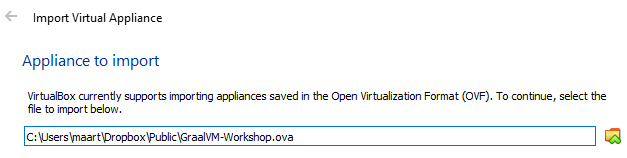 Import Virtual Appliance
Appliance to import
VirtualBox currently supports importing appliances saved in the Open Virtualization Format (OVF). To continue, select the
file to import below.
C:\Users\maart\Dropbox\Public\GraalVM-Workshop.ova